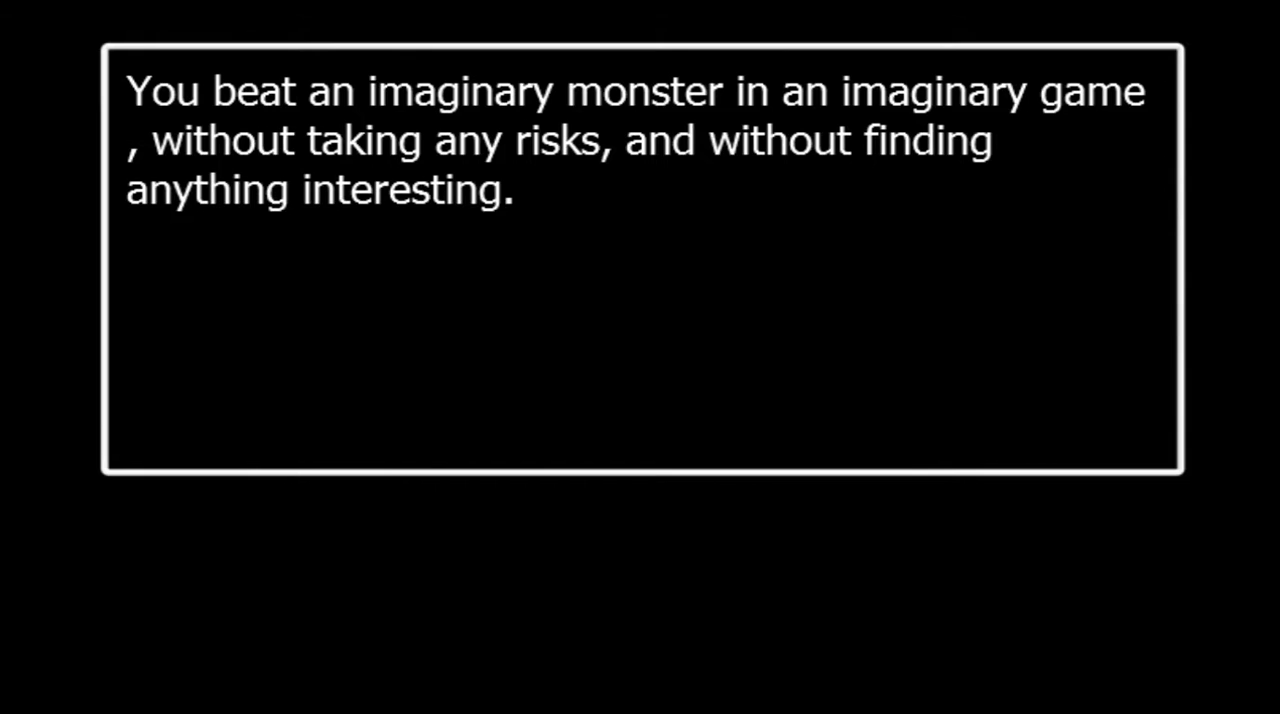 You beat an imaginary monster in an imaginary game
, without taking any risks, and without finding
anything interesting.